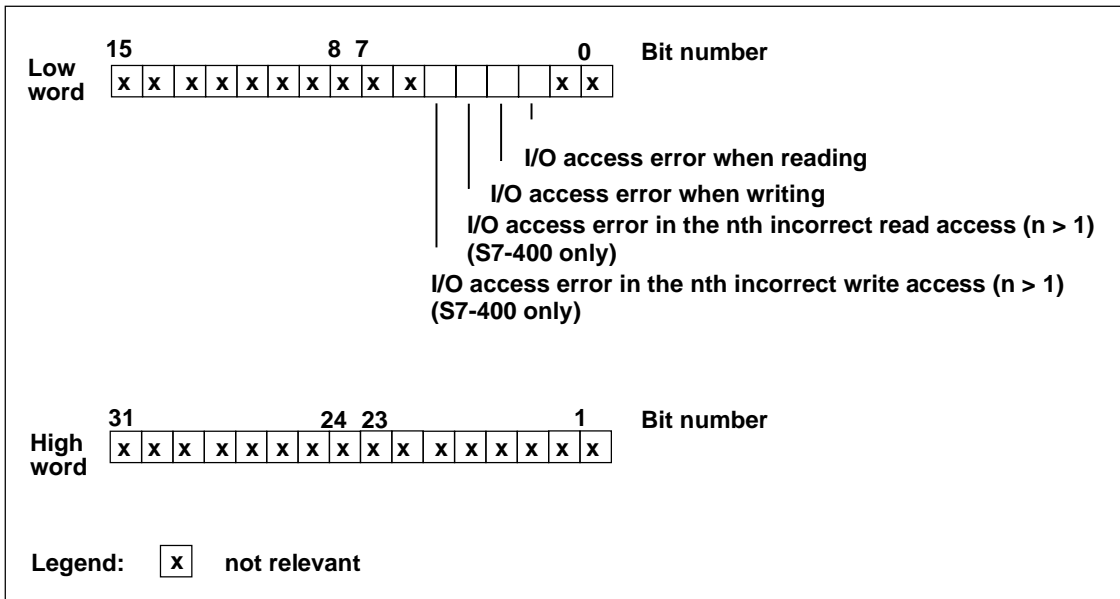 15 8 7 0 Bit number
Low
word
x x x x x x x x x x x x
I/O access error when reading
I/O access error when writing
I/O access error in the nth incorrect read access (n > 1)
(S7-400 only)
I/O access error in the nth incorrect write access (n > 1)
(S7-400 only)
31 24 23 1 Bit number
High
word
x x x x x x x x x x x x x x x x
Legend: x not relevant